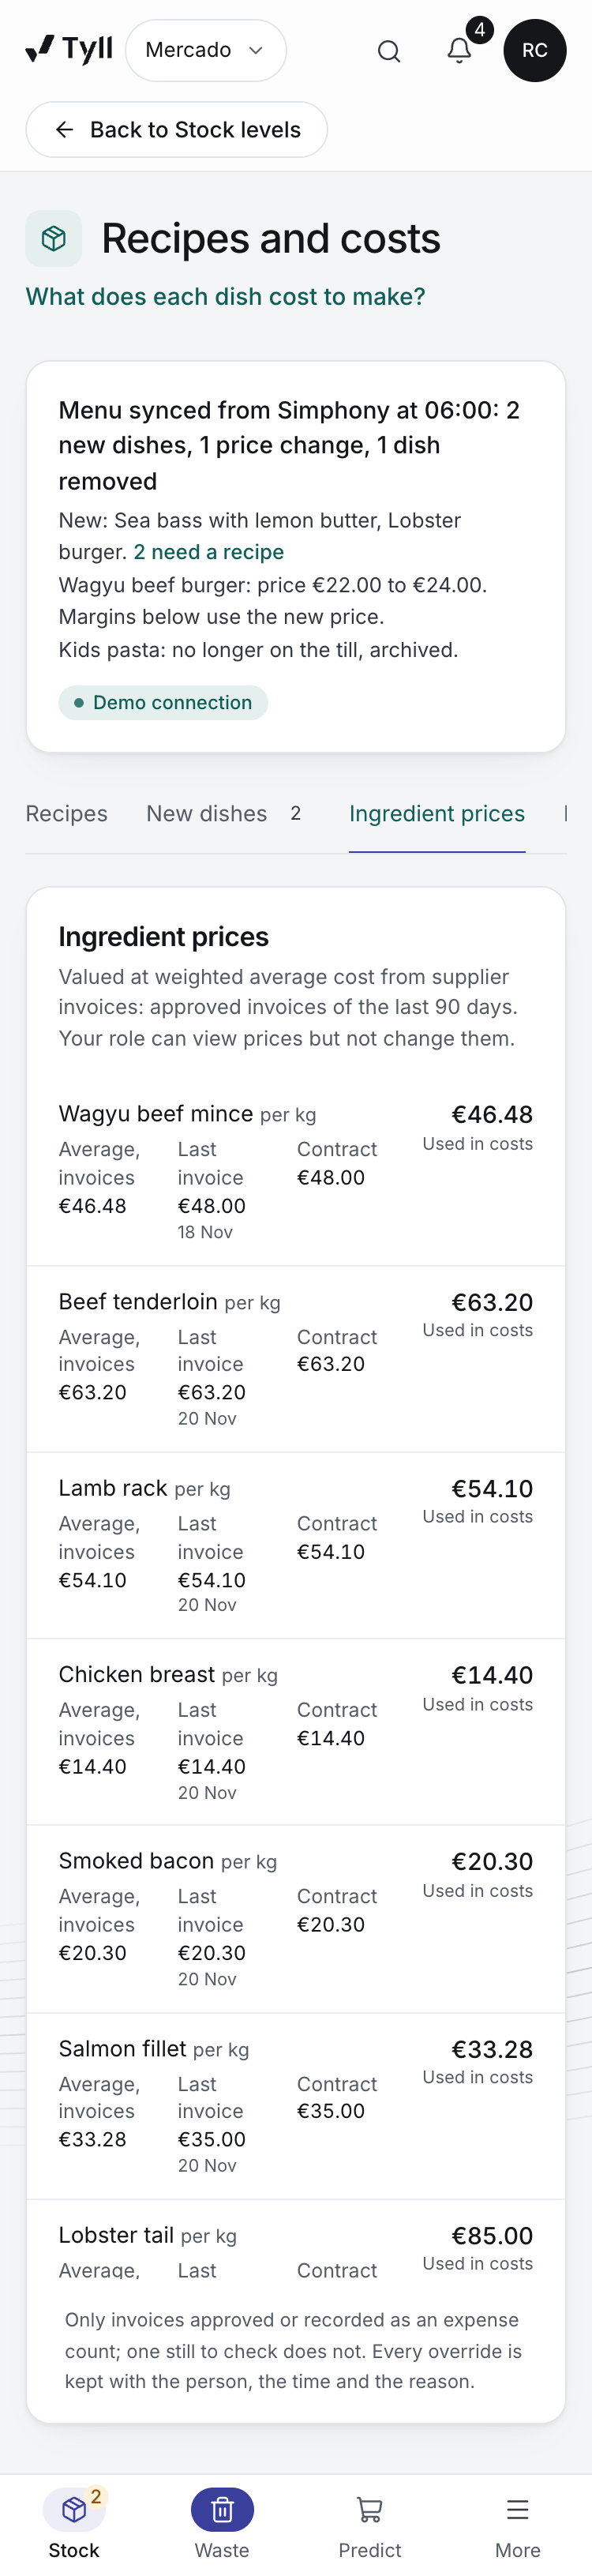 Tyll
Mercado
4
RC
Back to Stock levels
Recipes and costs
What does each dish cost to make?
Menu synced from Simphony at 06:00: 2
new dishes, 1 price change, 1 dish
removed
New: Sea bass with lemon butter, Lobster
burger. 2 need a recipe
Wagyu beef burger: price €22.00 to €24.00.
Margins below use the new price.
Kids pasta: no longer on the till, archived.
Demo connection
Recipes New dishes 2 Ingredient prices
Ingredient prices
Valued at weighted average cost from supplier
invoices: approved invoices of the last 90 days.
Your role can view prices but not change them.
Wagyu beef mince per kg €46.48
Average, Last Contract Used in costs
invoices invoice €48.00
€46.48 €48.00
18 Nov
Beef tenderloin per kg €63.20
Average, Last Contract Used in costs
invoices invoice €63.20
€63.20 €63.20
20 Nov
Lamb rack per kg €54.10
Average, Last Contract Used in costs
invoices invoice €54.10
€54.10 €54.10
20 Nov
Chicken breast per kg €14.40
Average, Last Contract Used in costs
invoices invoice €14.40
€14.40 €14.40
20 Nov
Smoked bacon per kg €20.30
Average, Last Contract Used in costs
invoices invoice €20.30
€20.30 €20.30
20 Nov
Salmon fillet per kg €33.28
Average, Last Contract Used in costs
invoices invoice €35.00
€33.28 €35.00
20 Nov
Lobster tail per kg €85.00
Average, Last Contract Used in costs
Only invoices approved or recorded as an expense
count; one still to check does not. Every override is
kept with the person, the time and the reason.
2
Stock Waste Predict More